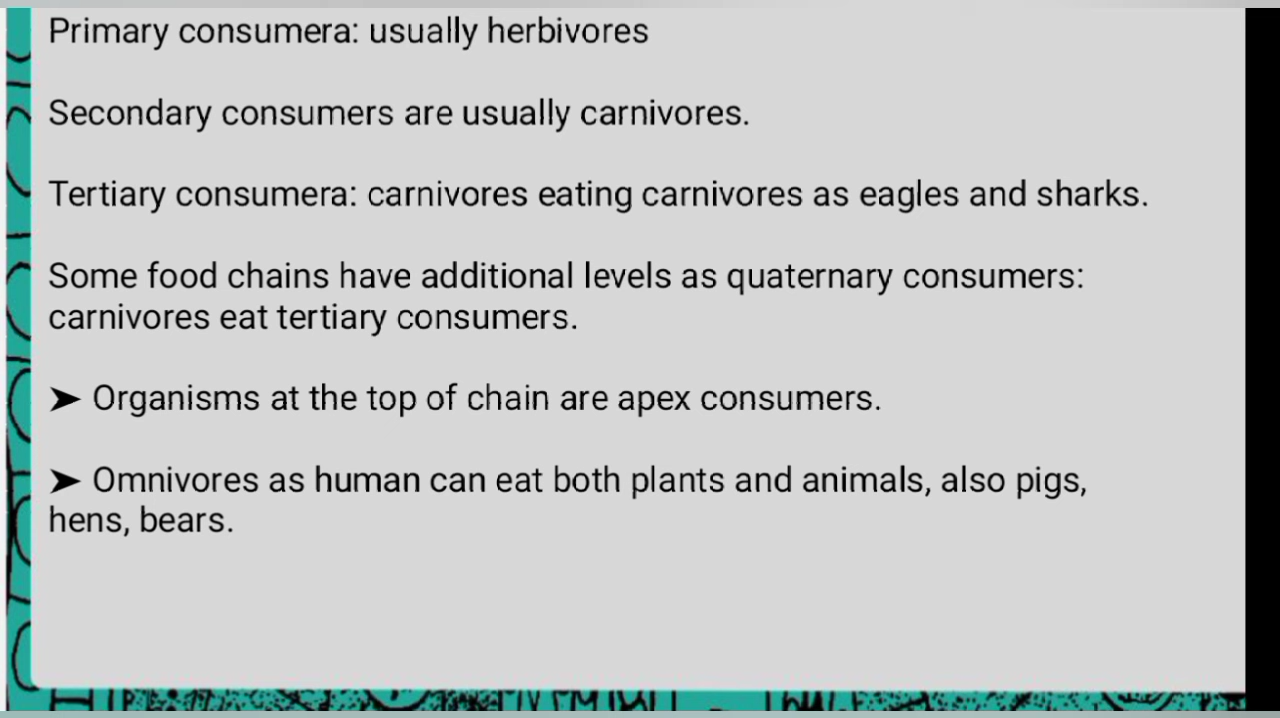 Primary consumera: usually herbivores
Secondary consumers are usually carnivores.
Tertiary consumera: carnivores eating carnivores as eagles and sharks.
Some food chains have additional levels as quaternary consumers:
carnivores eat tertiary consumers.
➤ Organisms at the top of chain are apex consumers.
➤ Omnivores as human can eat both plants and animals, also pigs,
hens, bears.